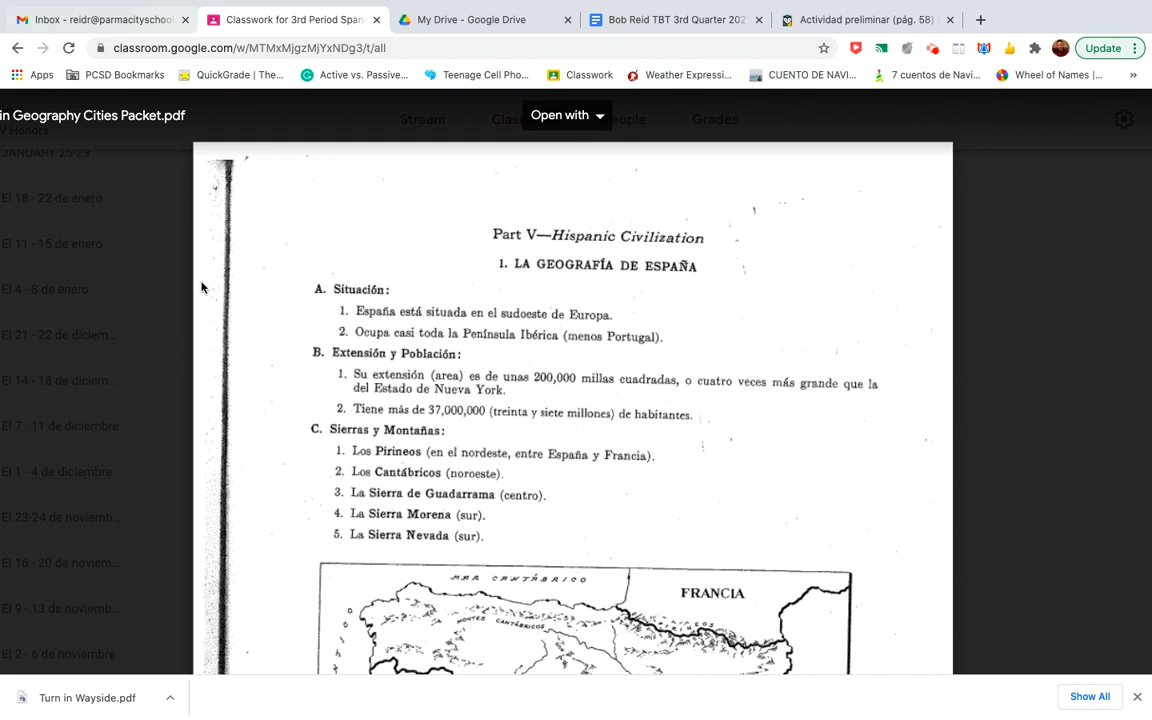 Inbox - reidr@parmacityschool
Classwork for 3rd Period Span
My Drive - Google Drive
Bob Reid TBT 3rd Quarter 202
Actividad preliminar (pág. 58)
classroom.google.com/w/MTMxMjgzMjYxNDg3/t/all
Update
Apps
PCSD Bookmarks
QuickGrade | The...
Active vs. Passive...
Teenage Cell Pho...
Classwork
Weather Expressi...
CUENTO DE NAVI...
7 cuentos de Navi...
Wheel of Names |...
in Geography Cities Packet.pdf
Open with
Stream
Class
eople
Grades
V Honors
JANUARY 25-29
El 18 - 22 de enero
El 11 - 15 de enero
El 4 - 8 de enero
El 21 - 22 de diciem...
El 14 - 18 de diciem...
El 7 - 11 de diciembre
El 1 - 4 de diciembre
El 23-24 de noviemb...
El 16 - 20 de noviem...
El 9 - 13 de noviemb...
El 2 - 6 de noviembre
Part V—Hispanic Civilization
1. LA GEOGRAFÍA DE ESPAÑA
A. Situación:
1. España está situada en el sudoeste de Europa.
2. Ocupa casi toda la Península Ibérica (menos Portugal).
B. Extensión y Población:
1. Su extensión (area) es de unas 200,000 millas cuadradas, o cuatro veces más grande que la
del Estado de Nueva York.
2. Tiene más de 37,000,000 (treinta y siete millones) de habitantes.
C. Sierras y Montañas:
1. Los Pirineos (en el nordeste, entre España y Francia).
2. Los Cantábricos (noroeste).
3. La Sierra de Guadarrama (centro).
4. La Sierra Morena (sur).
5. La Sierra Nevada (sur).
MAR CANTÁBRICO
FRANCIA
MONTES CANTÁBRICOS
Turn in Wayside.pdf
Show All